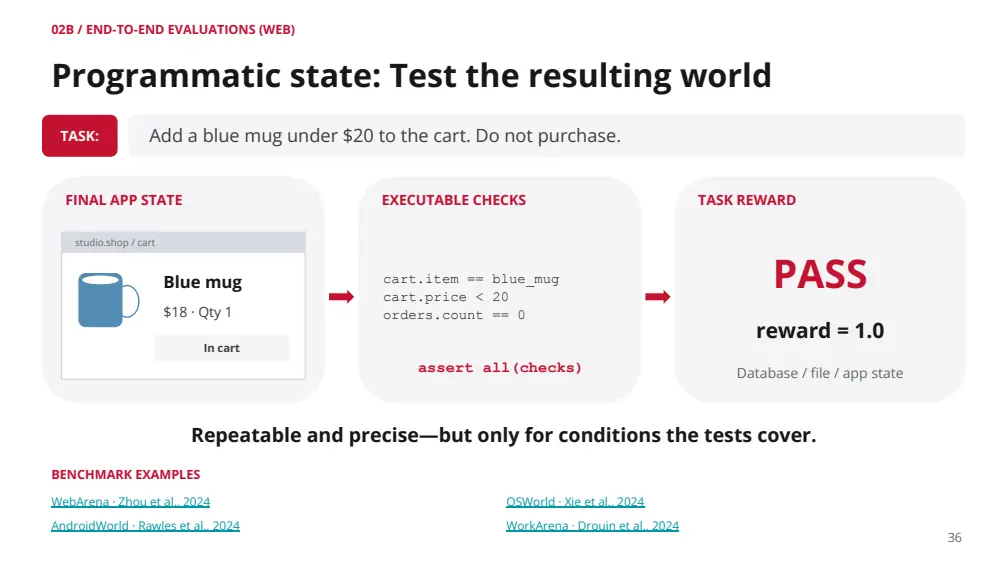 02B / END-TO-END EVALUATIONS (WEB)
Programmatic state: Test the resulting world
TASK:
Add a blue mug under $20 to the cart. Do not purchase.
FINAL APP STATE
studio.shop / cart
Blue mug
$18 · Qty 1
In cart
EXECUTABLE CHECKS
cart.item == blue_mug
cart.price < 20
orders.count == 0
assert all(checks)
TASK REWARD
PASS
reward = 1.0
Database / file / app state
Repeatable and precise—but only for conditions the tests cover.
BENCHMARK EXAMPLES
WebArena · Zhou et al., 2024
AndroidWorld · Rawles et al., 2024
OSWorld · Xie et al., 2024
WorkArena · Drouin et al., 2024
36